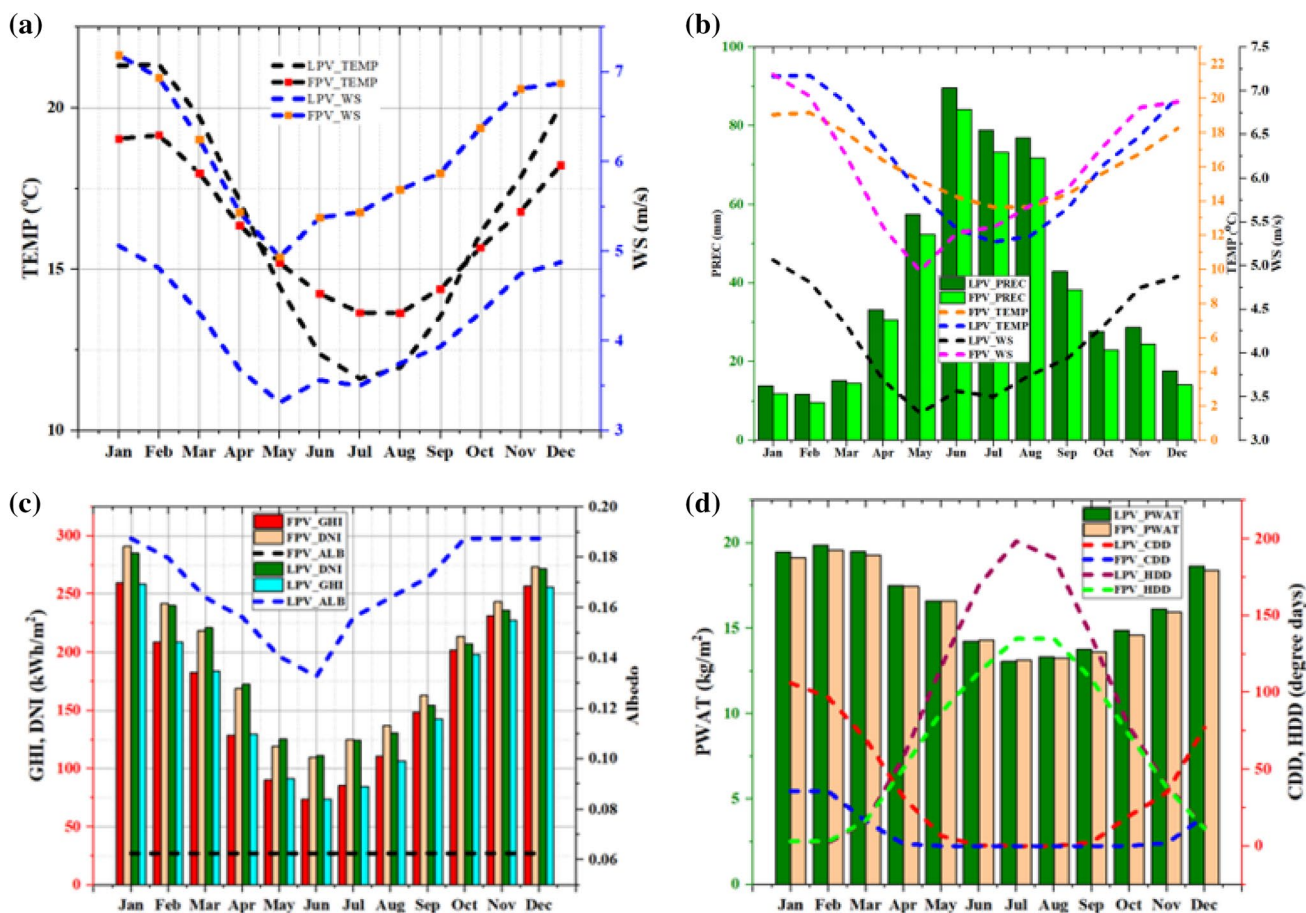 (a)
TEMP (°C)
20
15
10
LPV_TEMP
FPV_TEMP
LPV_WS
FPV_WS
7
6
5
4
3
WS (m/s)
Jan Feb Mar Apr May Jun Jul Aug Sep Oct Nov Dec
(b)
PREC (mm)
100
80
60
40
20
0
LPV_PREC
FPV_PREC
FPV_TEMP
LPV_TEMP
LPV_WS
FPV_WS
22
20
18
16
14
12
10
8
6
4
2
0
TEMP (°C)
7.5
7.0
6.5
6.0
5.5
5.0
4.5
4.0
3.5
3.0
WS (m/s)
Jan Feb Mar Apr May Jun Jul Aug Sep Oct Nov Dec
(c)
GHI, DNI (kWh/m²)
300
250
200
150
100
50
0
FPV_GHI
FPV_DNI
FPV_ALB
LPV_DNI
LPV_GHI
LPV_ALB
0.20
0.18
0.16
0.14
0.12
0.10
0.08
0.06
Albedo
Jan Feb Mar Apr May Jun Jul Aug Sep Oct Nov Dec
(d)
PWAT (kg/m²)
20
15
10
5
0
LPV_PWAT
FPV_PWAT
LPV_CDD
FPV_CDD
LPV_HDD
FPV_HDD
200
150
100
50
0
CDD, HDD (degree days)
Jan Feb Mar Apr May Jun Jul Aug Sep Oct Nov Dec